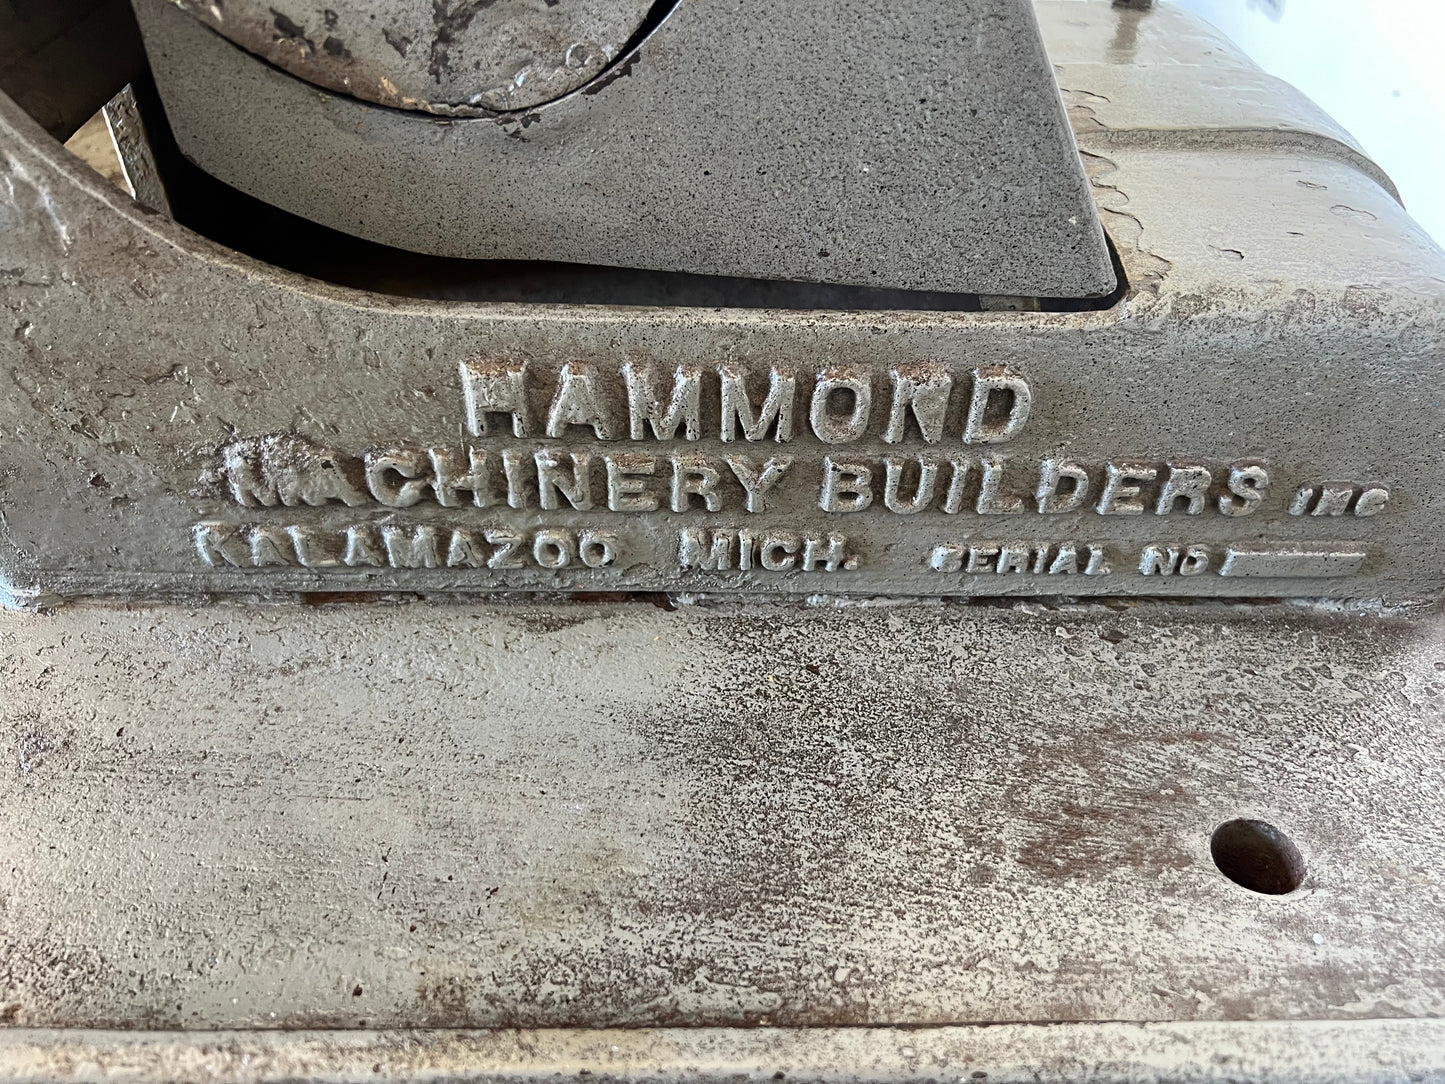 HAMMOND
MACHINERY BUILDERS INC
KALAMAZOO MICH. SERIAL NO